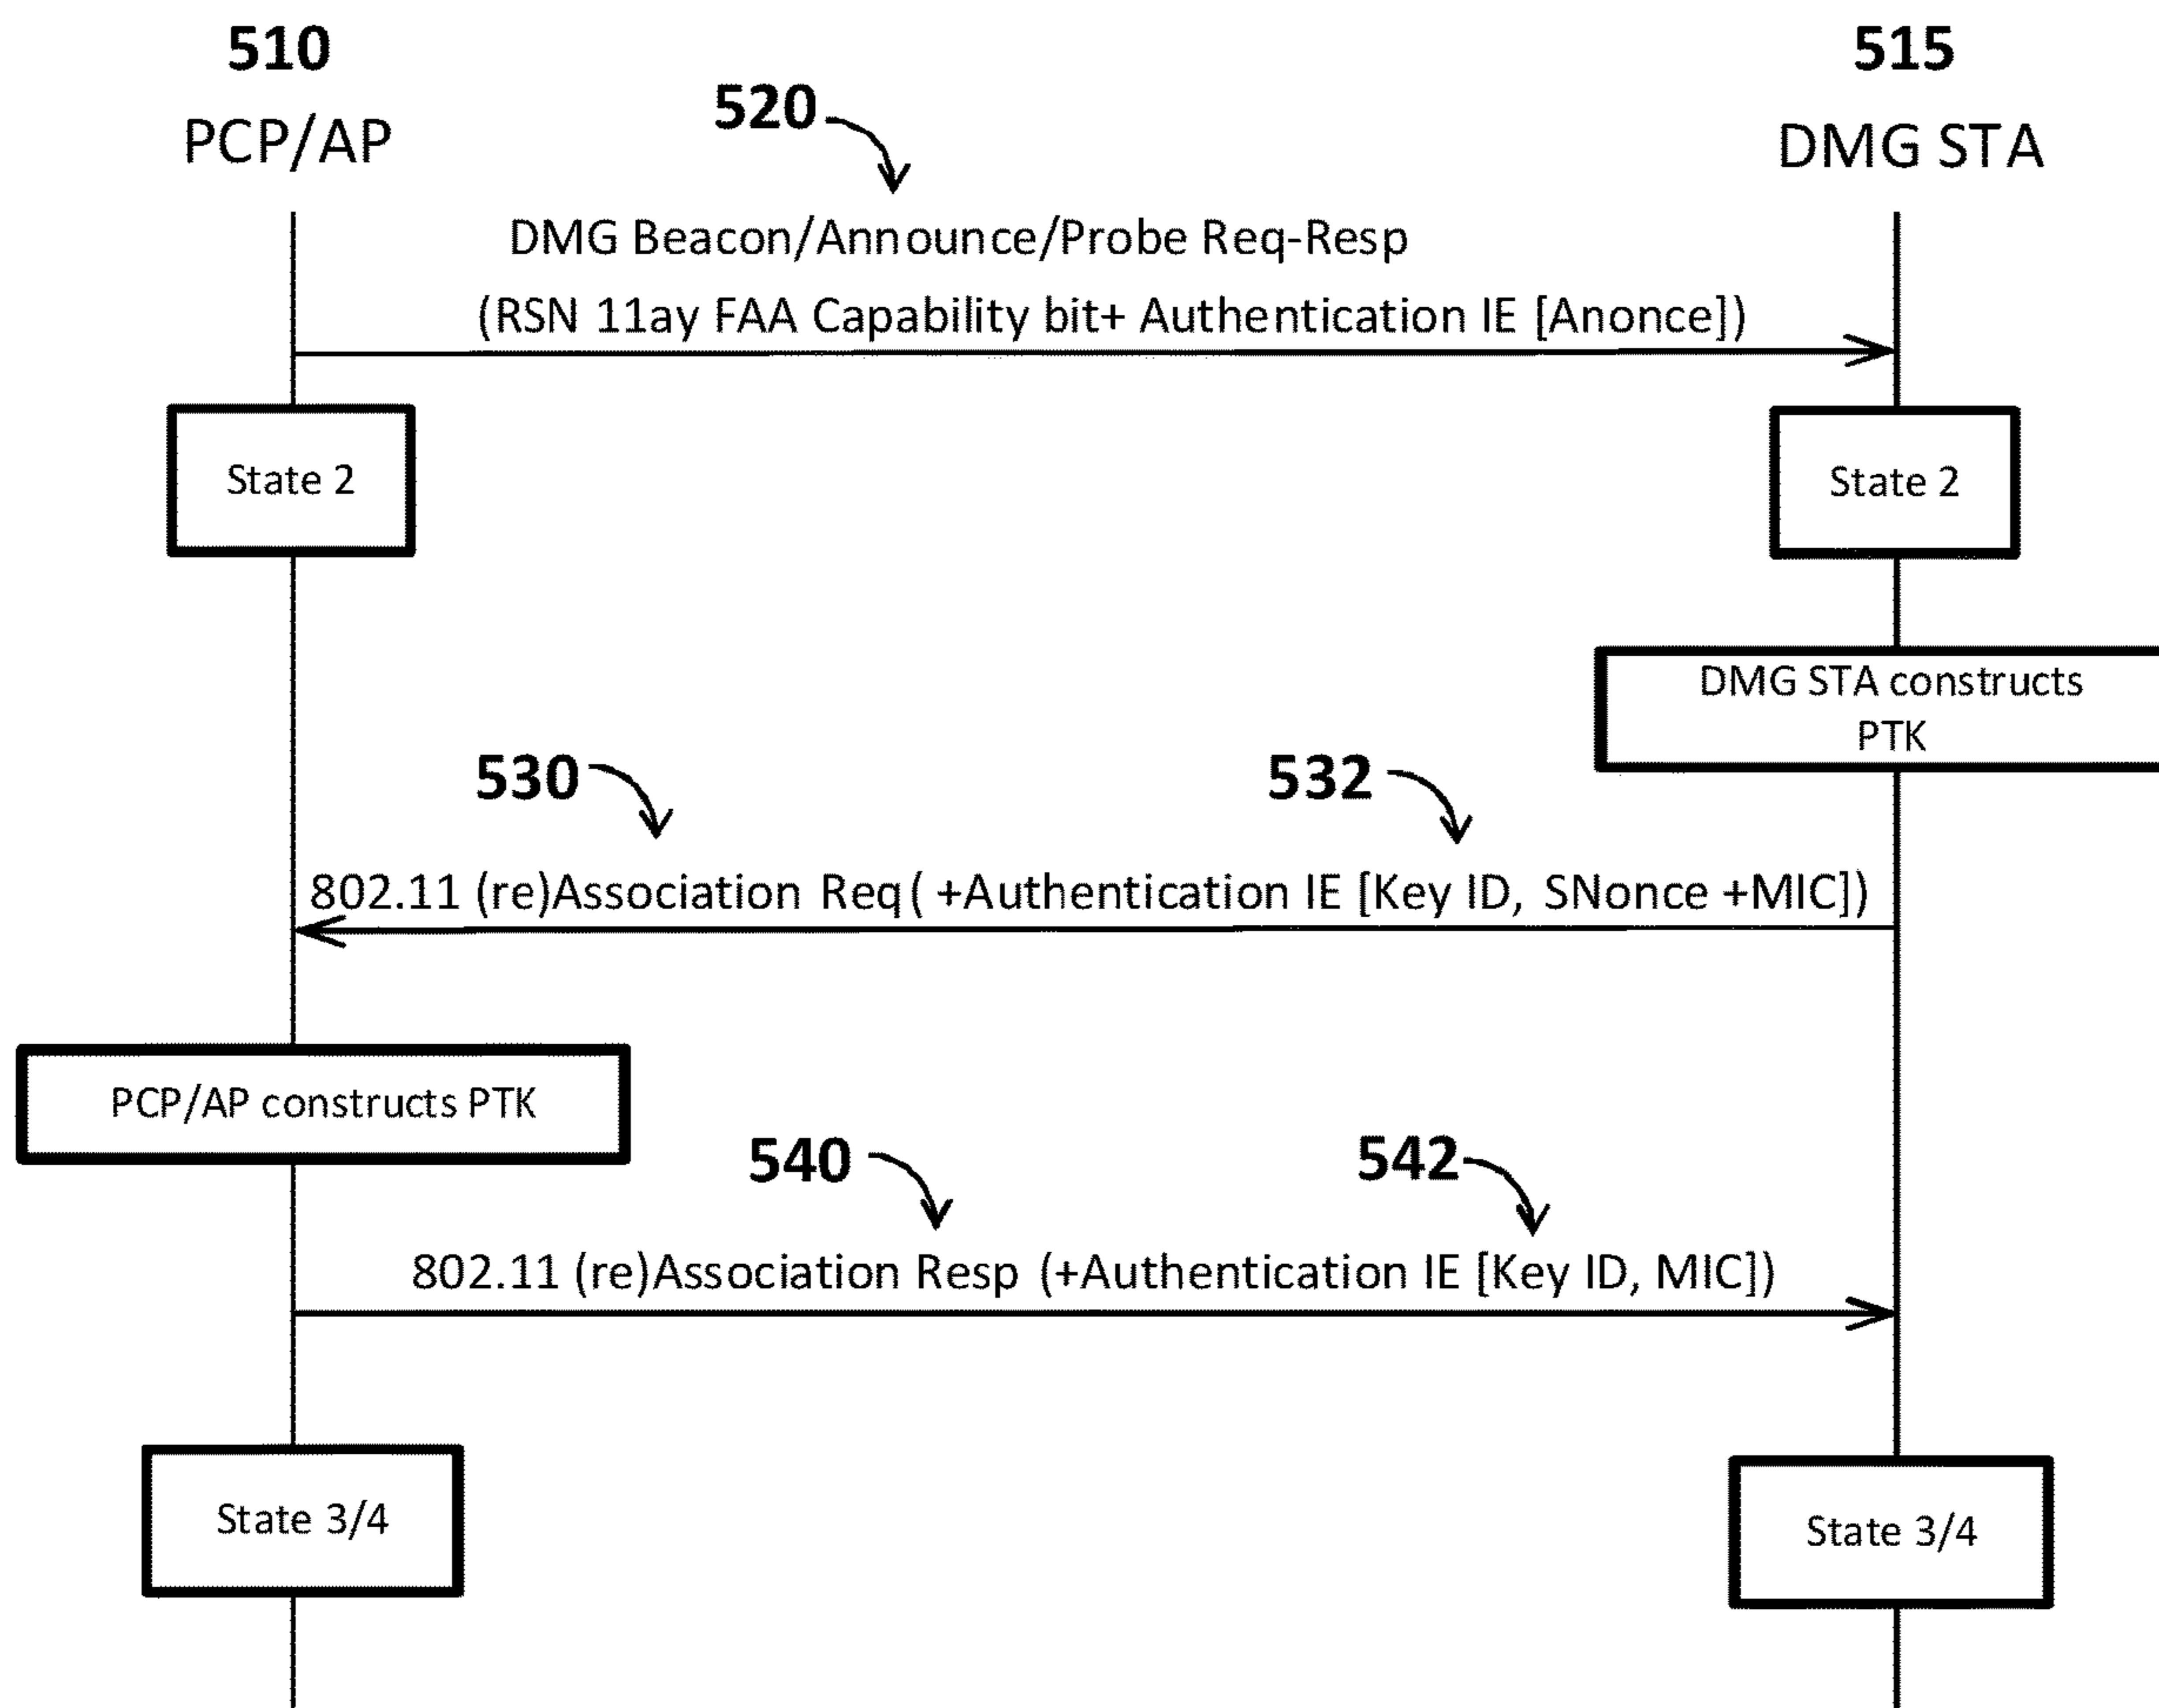 510
PCP/AP
515
DMG STA
520
DMG Beacon/Announce/Probe Req-Resp
(RSN 11ay FAA Capability bit+ Authentication IE [Anonce])
State 2
State 2
DMG STA constructs
PTK
530
532
802.11 (re)Association Req( +Authentication IE [Key ID, SNonce +MIC])
PCP/AP constructs PTK
540
542
802.11 (re)Association Resp (+Authentication IE [Key ID, MIC])
State 3/4
State 3/4